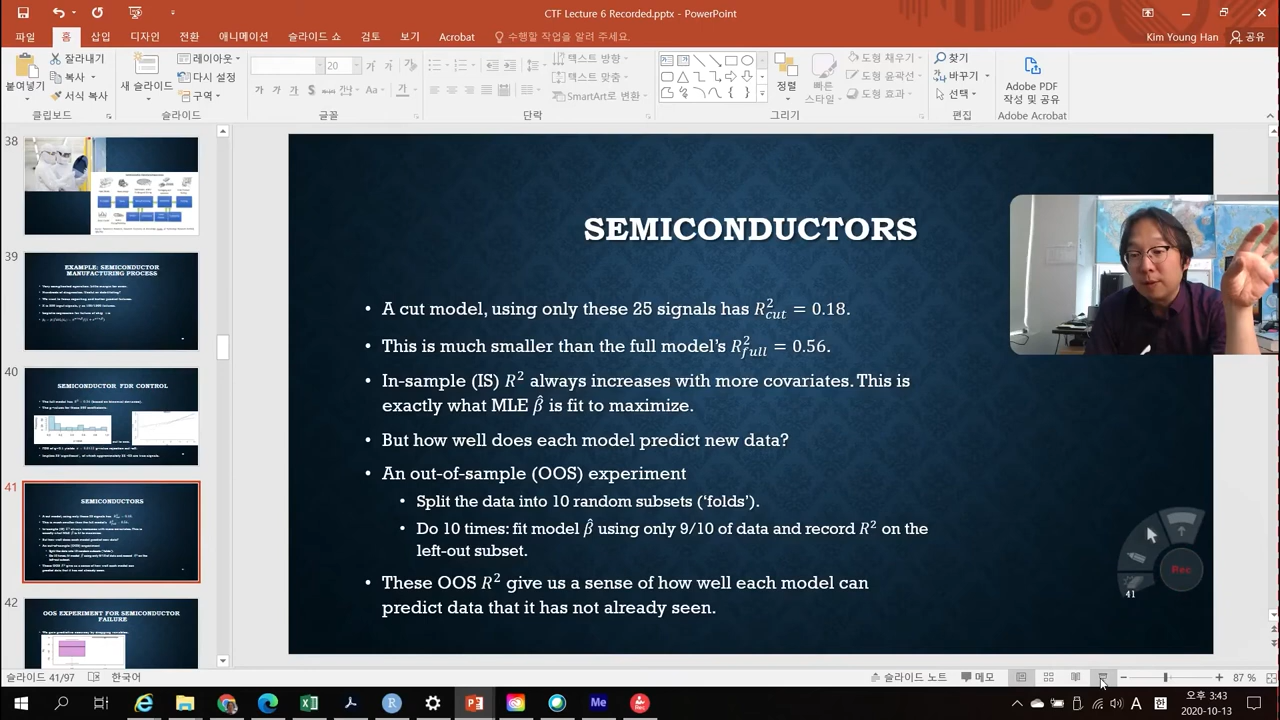 CTF Lecture 6 Recorded.pptx - PowerPoint
파일 홈 삽입 디자인 전환 애니메이션 슬라이드 쇼 검토 보기 Acrobat 수행할 작업을 알려 주세요. Kim Young Han 공유
붙여넣기
잘라내기
복사
서식 복사
클립보드
새 슬라이드
레이아웃
다시 설정
구역
슬라이드
20
글꼴
텍스트 방향
텍스트 맞춤
SmartArt로 변환
단락
정렬
빠른 스타일
도형 채우기
도형 윤곽선
도형 효과
그리기
찾기
바꾸기
선택
편집
Adobe PDF
작성 및 공유
Adobe Acrobat
38
39
EXAMPLE: SEMICONDUCTOR
MANUFACTURING PROCESS
40
SEMICONDUCTOR FDR CONTROL
41
SEMICONDUCTORS
42
OOS EXPERIMENT FOR SEMICONDUCTOR
FAILURE
SEMICONDUCTORS
• A cut model, using only these 25 signals has R²cut = 0.18.
• This is much smaller than the full model's R²full = 0.56.
• In-sample (IS) R² always increases with more covariates. This is
exactly what MLE β̂ is fit to maximize.
• But how well does each model predict new data?
• An out-of-sample (OOS) experiment
• Split the data into 10 random subsets ('folds').
• Do 10 times: fit model β̂ using only 9/10 of data, record R² on the
left-out subset.
• These OOS R² give us a sense of how well each model can
predict data that it has not already seen.
Rec
41
슬라이드 41/97 한국어 슬라이드 노트 메모 87 %
오후 3:43
2020-10-13